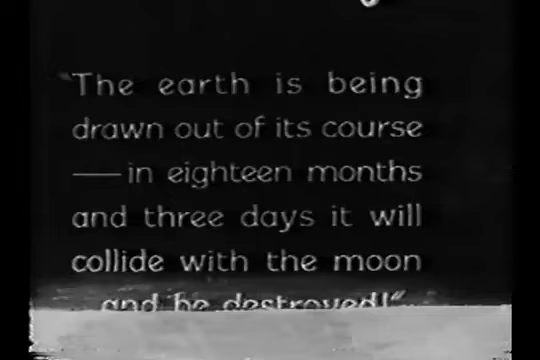 "The earth is being
drawn out of its course
—in eighteen months
and three days it will
collide with the moon
and be destroyed!"